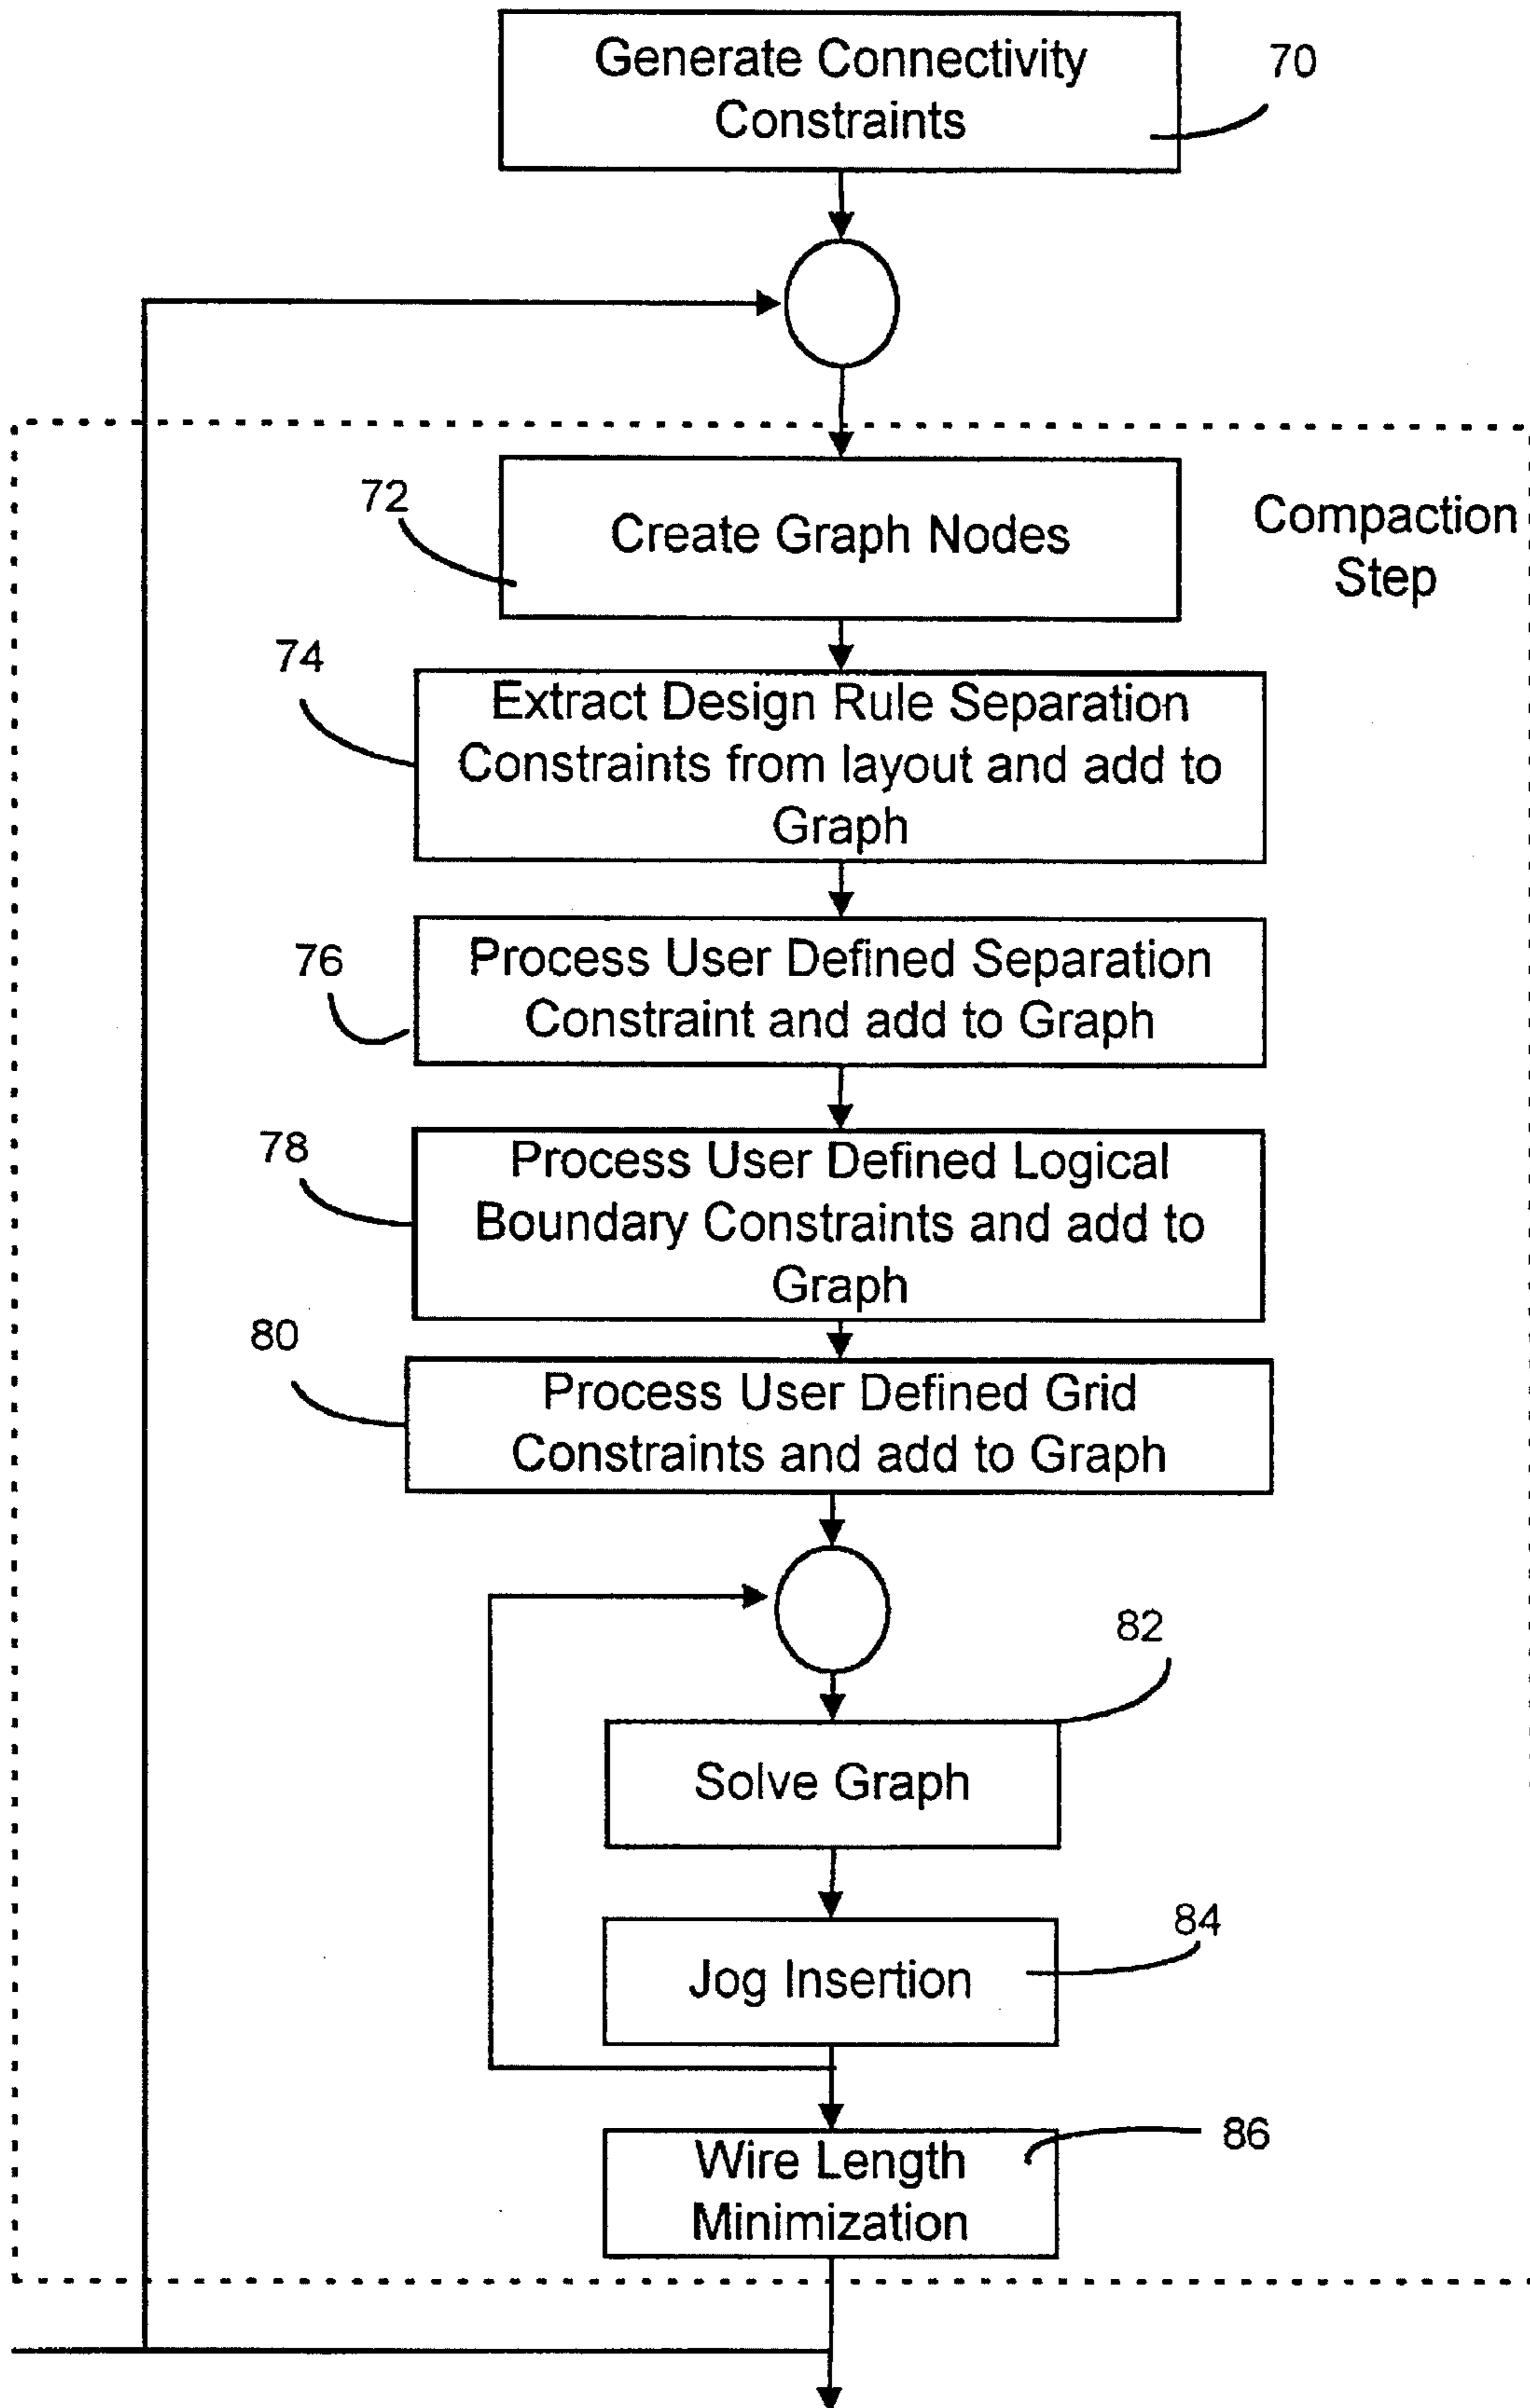 Generate Connectivity
Constraints
70
72
Create Graph Nodes
Compaction
Step
74
Extract Design Rule Separation
Constraints from layout and add to
Graph
76
Process User Defined Separation
Constraint and add to Graph
78
Process User Defined Logical
Boundary Constraints and add to
Graph
80
Process User Defined Grid
Constraints and add to Graph
82
Solve Graph
84
Jog Insertion
86
Wire Length
Minimization